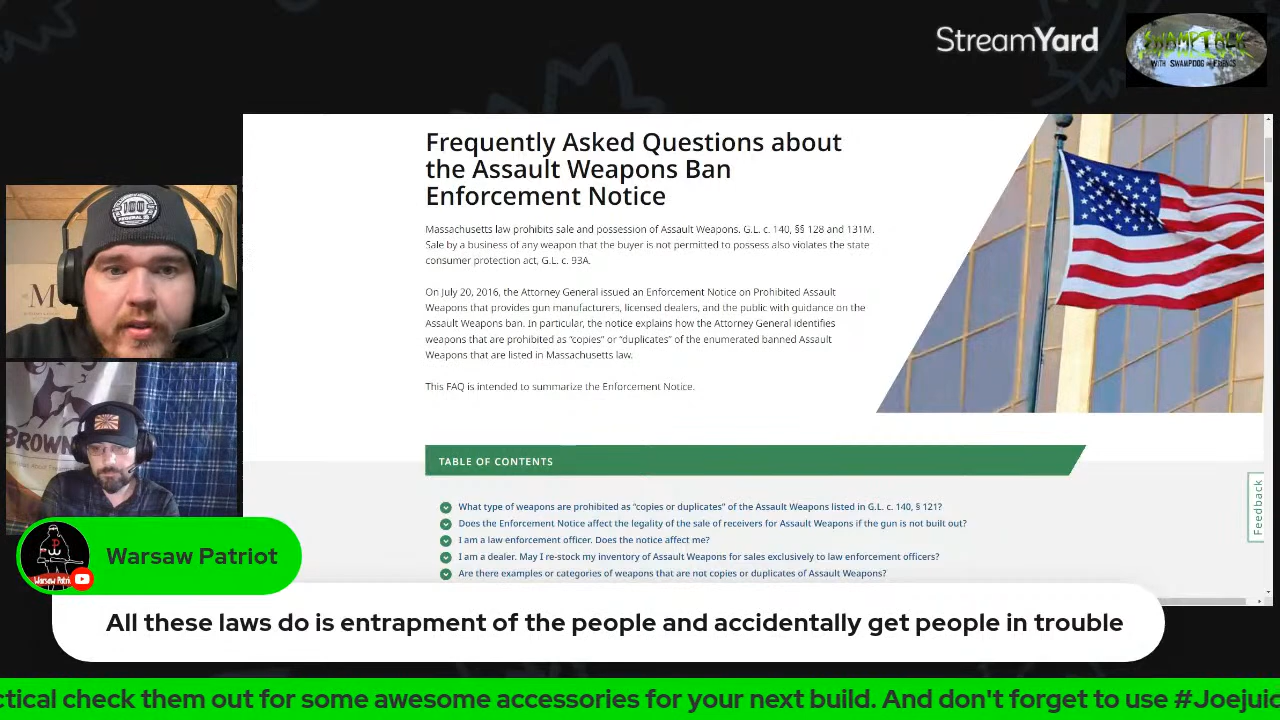 StreamYard
SWAMPTALK
WITH SWAMPDOG AND FRIENDS
Frequently Asked Questions about
the Assault Weapons Ban
Enforcement Notice
Massachusetts law prohibits sale and possession of Assault Weapons. G.L. c. 140, §§ 128 and 131M.
Sale by a business of any weapon that the buyer is not permitted to possess also violates the state
consumer protection act, G.L. c. 93A.
On July 20, 2016, the Attorney General issued an Enforcement Notice on Prohibited Assault
Weapons that provides gun manufacturers, licensed dealers, and the public with guidance on the
Assault Weapons ban. In particular, the notice explains how the Attorney General identifies
weapons that are prohibited as “copies” or “duplicates” of the enumerated banned Assault
Weapons that are listed in Massachusetts law.
This FAQ is intended to summarize the Enforcement Notice.
TABLE OF CONTENTS
What type of weapons are prohibited as “copies or duplicates” of the Assault Weapons listed in G.L. c. 140, § 121?
Does the Enforcement Notice affect the legality of the sale of receivers for Assault Weapons if the gun is not built out?
I am a law enforcement officer. Does the notice affect me?
I am a dealer. May I re-stock my inventory of Assault Weapons for sales exclusively to law enforcement officers?
Are there examples or categories of weapons that are not copies or duplicates of Assault Weapons?
Feedback
100
FEDERAL
M
BROWN
Warsaw Patriot
All these laws do is entrapment of the people and accidentally get people in trouble
ctical check them out for some awesome accessories for your next build. And don't forget to use #Joejuic